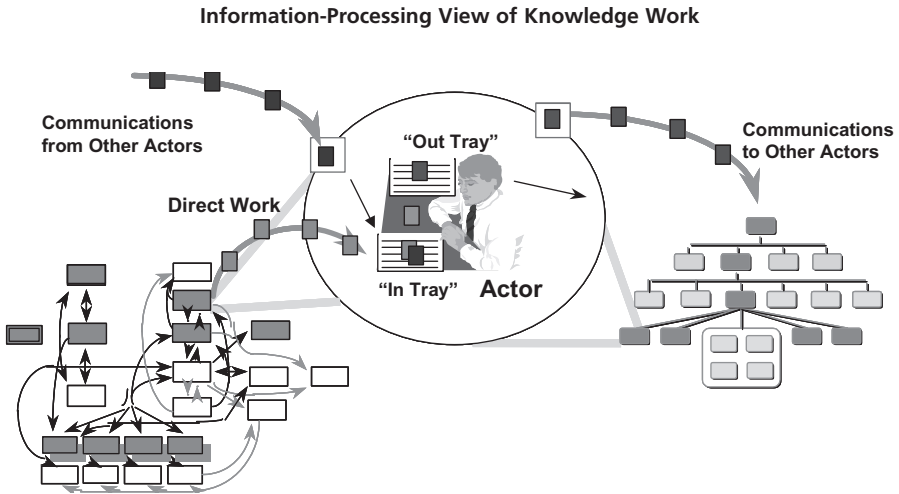 Information-Processing View of Knowledge Work
Communications
from Other Actors
"Out Tray"
Communications
to Other Actors
Direct Work
"In Tray"
Actor